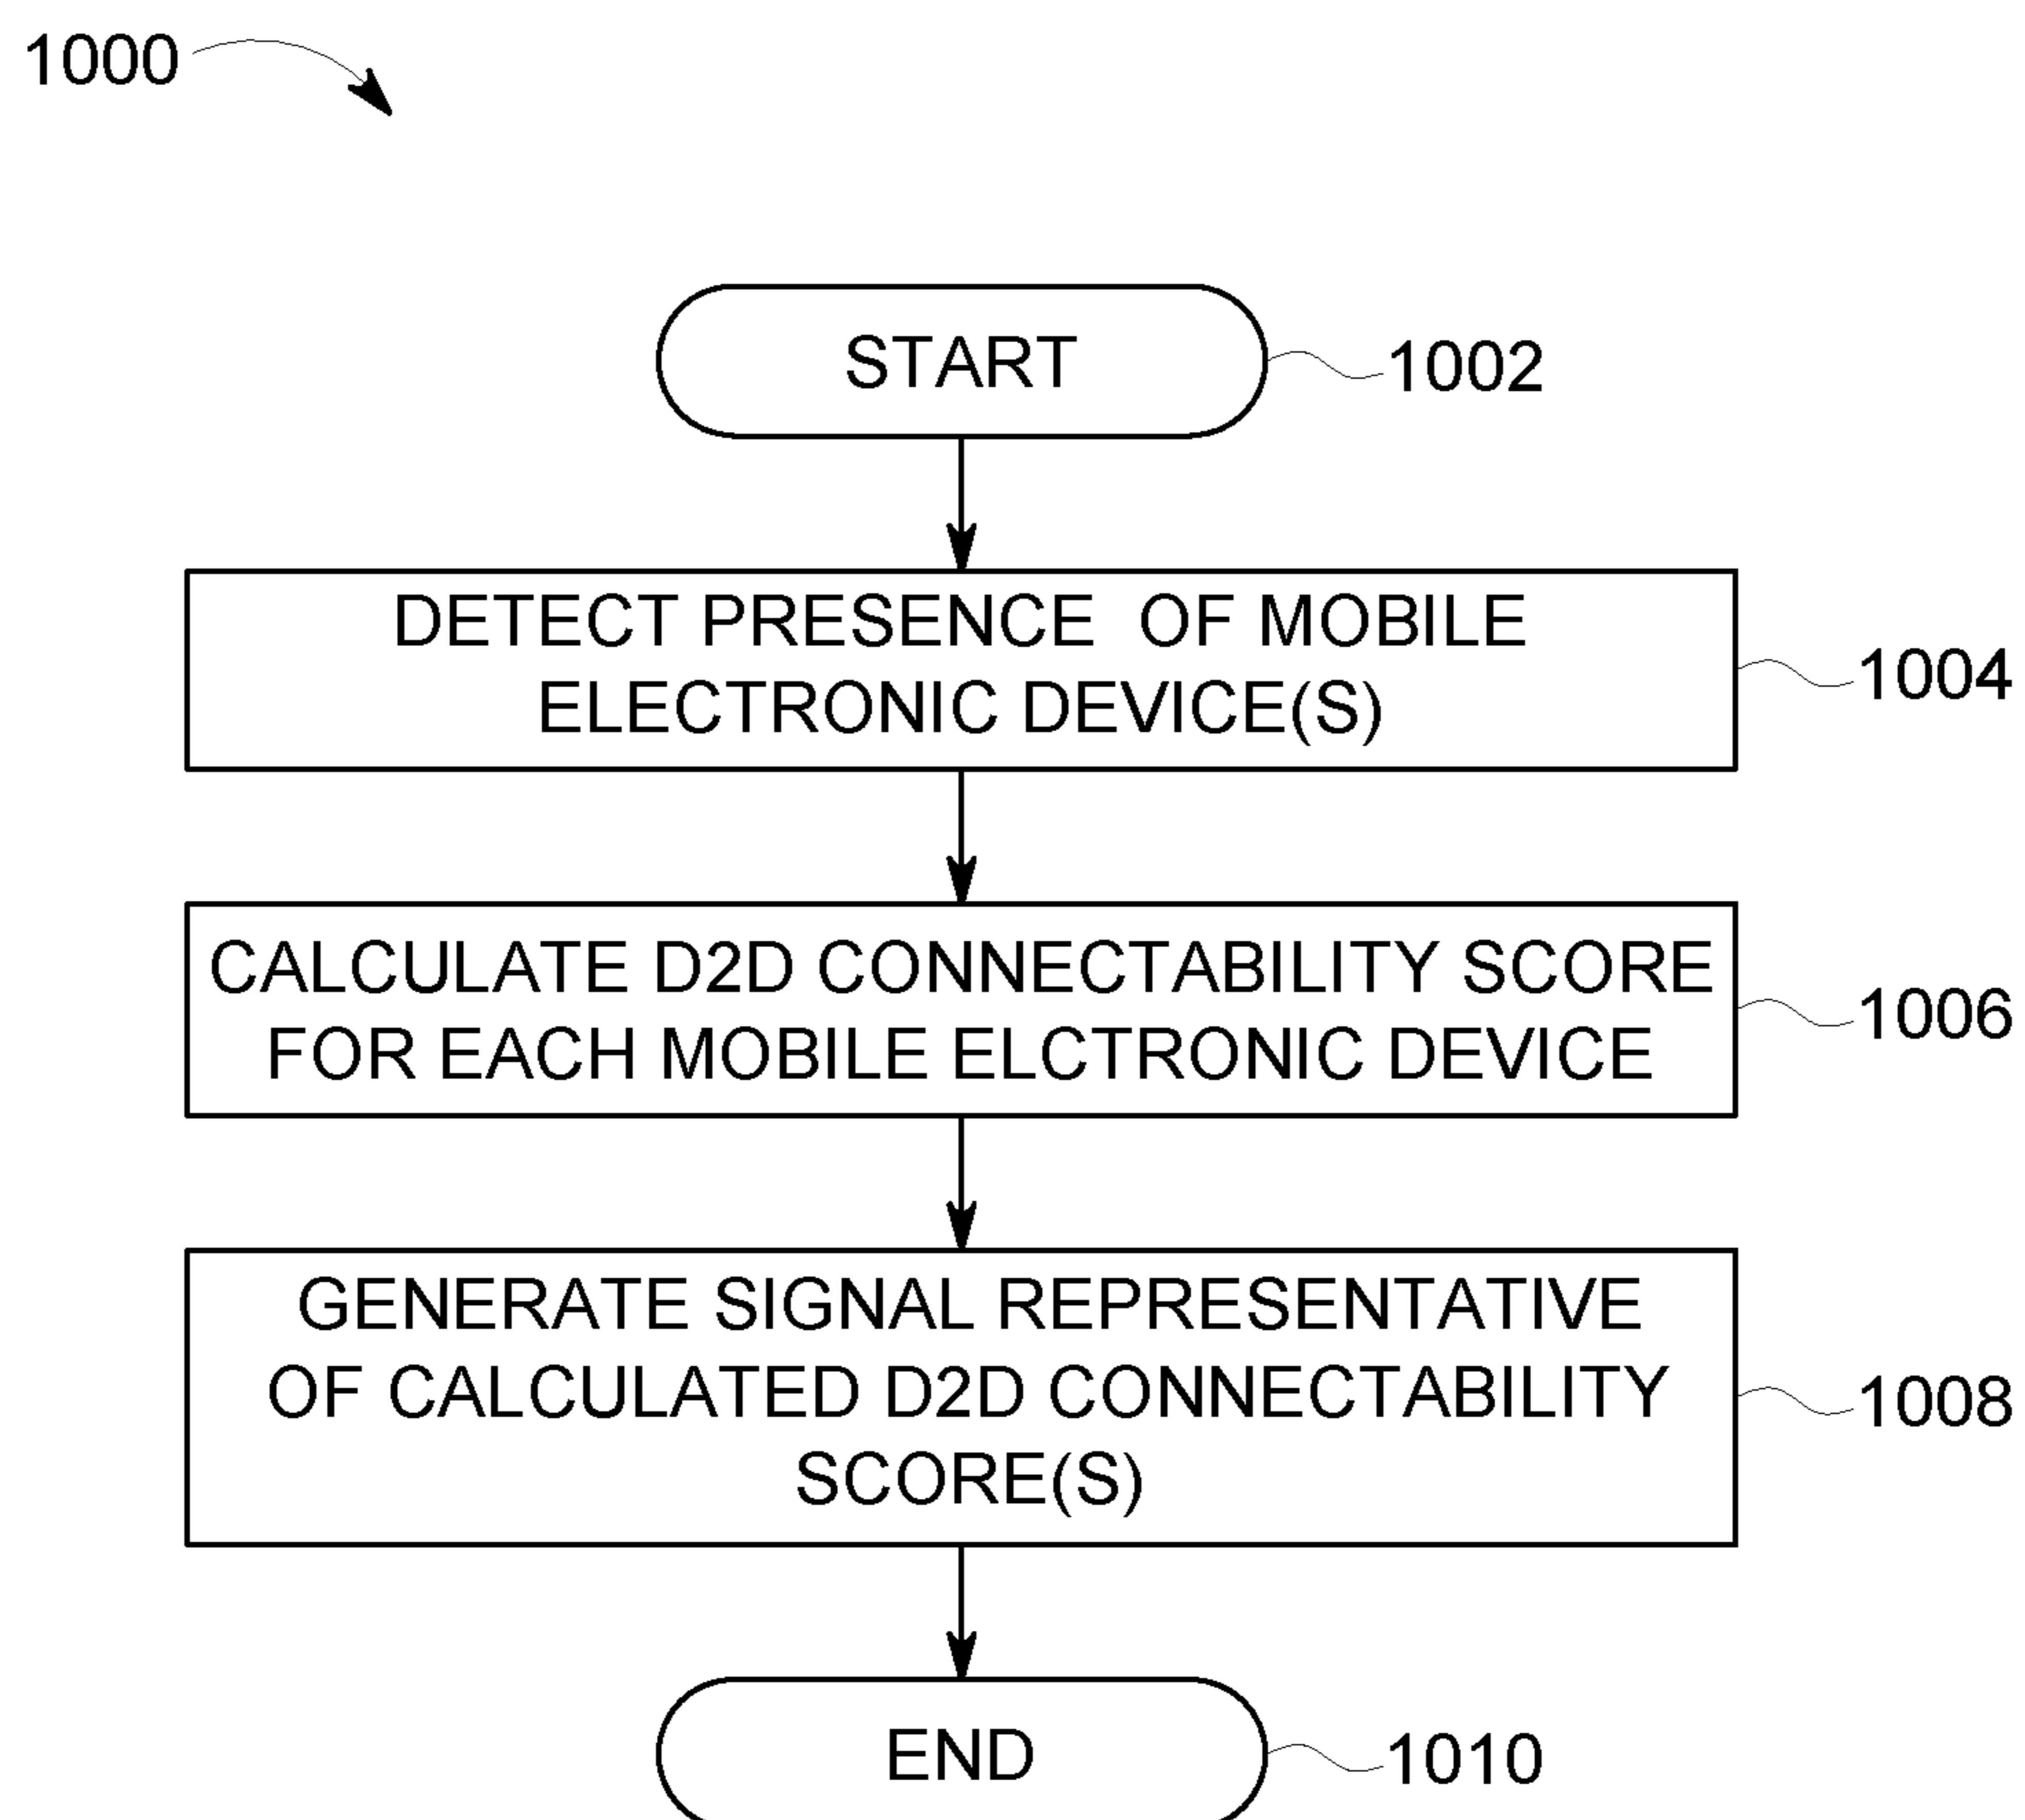 1000
START
1002
DETECT PRESENCE OF MOBILE
ELECTRONIC DEVICE(S)
1004
CALCULATE D2D CONNECTABILITY SCORE
FOR EACH MOBILE ELCTRONIC DEVICE
1006
GENERATE SIGNAL REPRESENTATIVE
OF CALCULATED D2D CONNECTABILITY
SCORE(S)
1008
END
1010